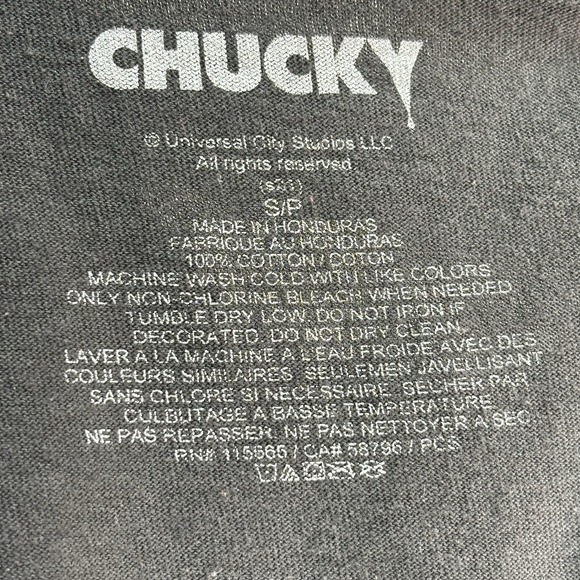 CHUCKY
© Universal City Studios LLC
All rights reserved
S/P
MADE IN HONDURAS
FABRIQUE AU HONDURAS
100% COTTON / COTON
MACHINE WASH COLD WITH LIKE COLORS
ONLY NON-CHLORINE BLEACH WHEN NEEDED
TUMBLE DRY LOW. DO NOT IRON IF
DECORATED. DO NOT DRY CLEAN.
LAVER A LA MACHINE A L'EAU FROIDE AVEC DES
COULEURS SIMILAIRES. SEULEMEN JAVELLISANT
SANS CHLORE SI NECESSAIRE. SECHER PAR
CULBUTAGE A BASSE TEMPERATURE.
NE PAS REPASSER. NE PAS NETTOYER A SEC.
RN# 115565 / CA# 58796 / PCS